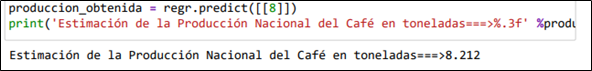 produccion_obtenida = regr.predict([[8]])
print('Estimación de la Producción Nacional del Café en toneladas===>%.3f' %produ
Estimación de la Producción Nacional del Café en toneladas===>8.212